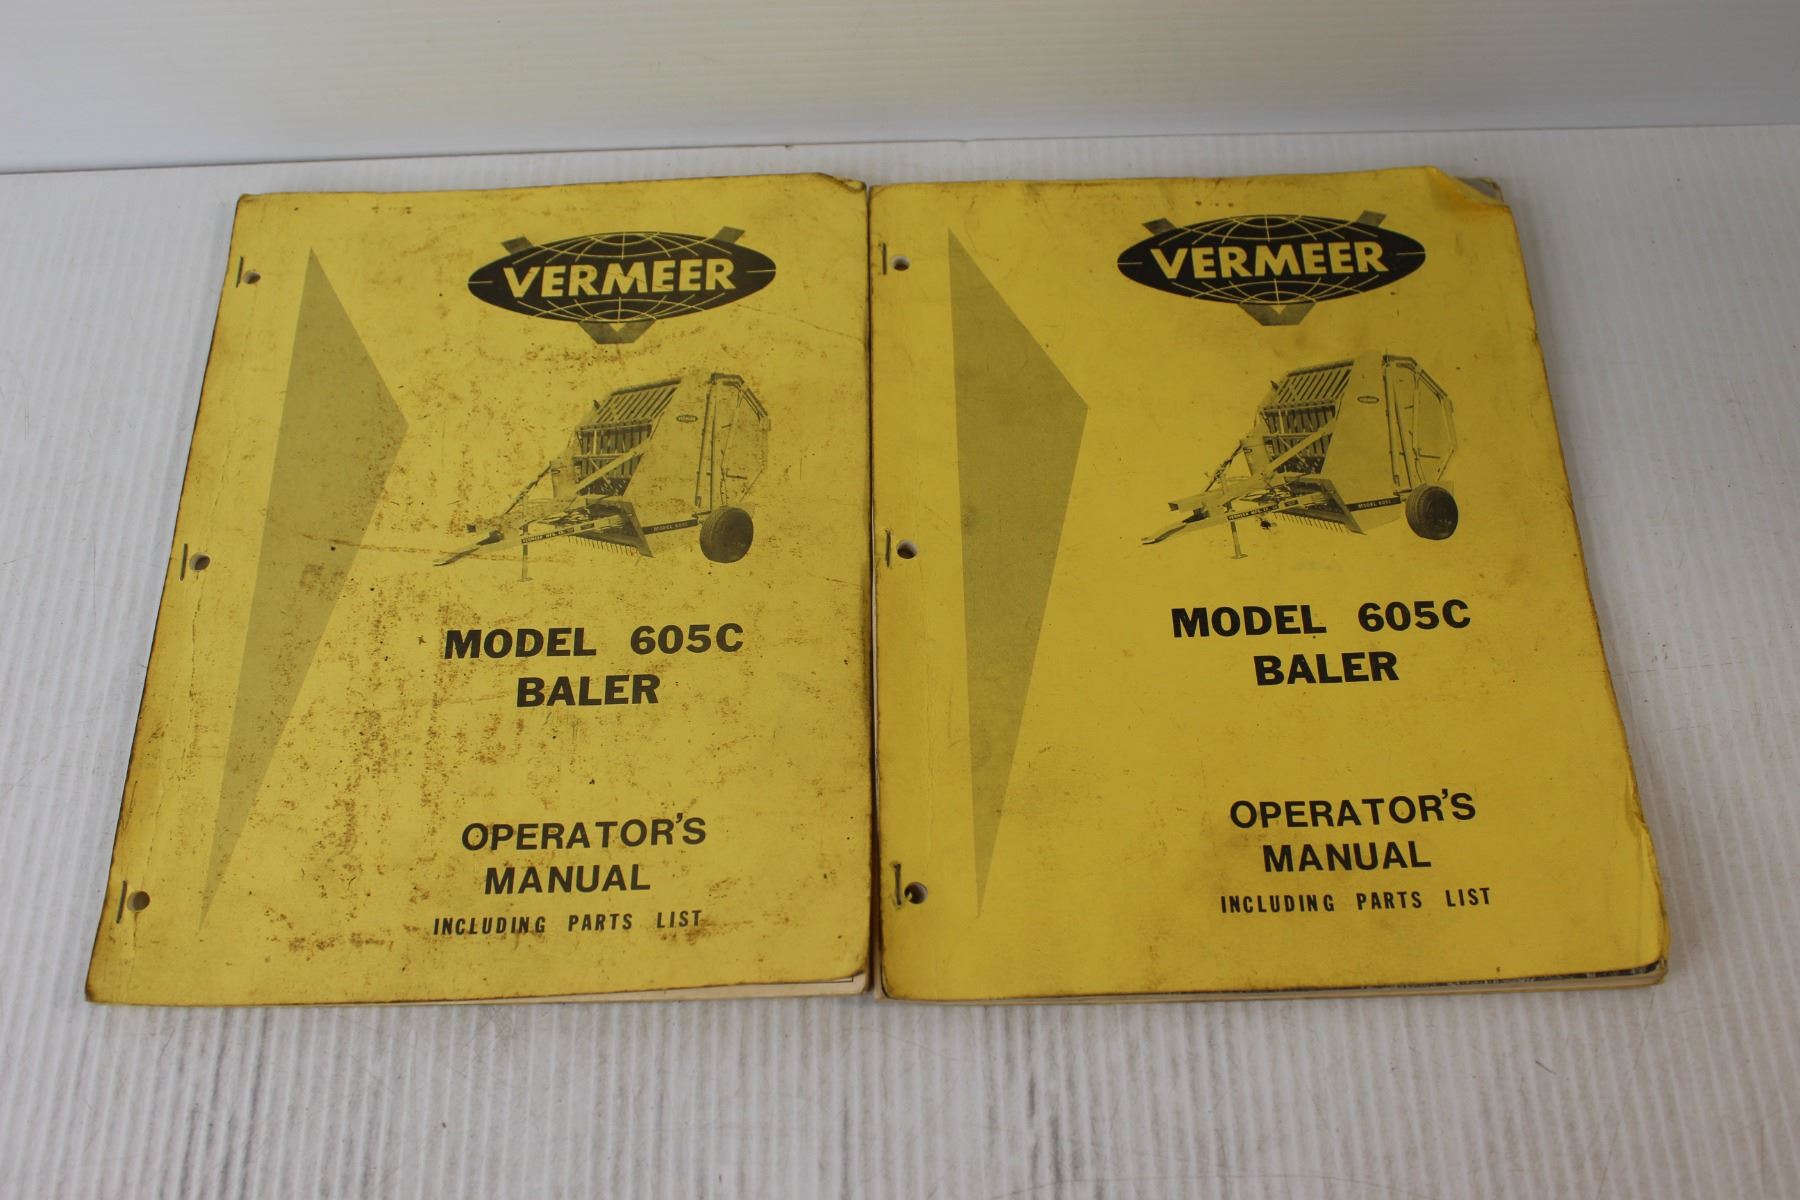 VERMEER
MODEL 605C
BALER
OPERATOR'S
MANUAL
INCLUDING PARTS LIST
VERMEER
MODEL 605C
BALER
OPERATOR'S
MANUAL
INCLUDING PARTS LIST